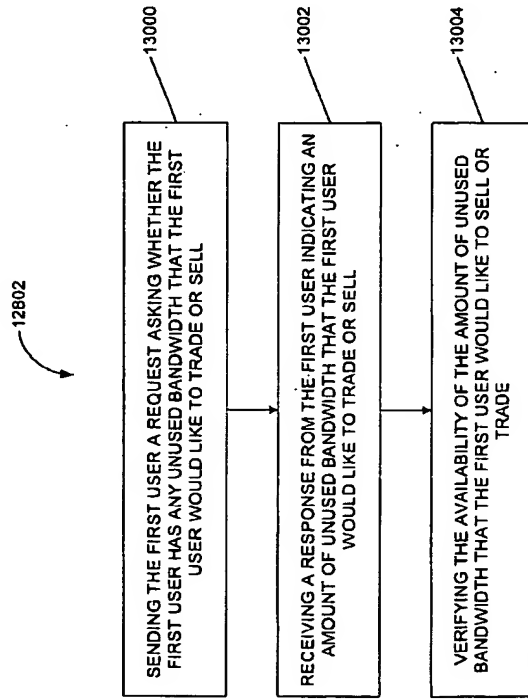 12802
SENDING THE FIRST USER A REQUEST ASKING WHETHER THE
FIRST USER HAS ANY UNUSED BANDWIDTH THAT THE FIRST
USER WOULD LIKE TO TRADE OR SELL
13000
RECEIVING A RESPONSE FROM THE FIRST USER INDICATING AN
AMOUNT OF UNUSED BANDWIDTH THAT THE FIRST USER
WOULD LIKE TO TRADE OR SELL
13002
VERIFYING THE AVAILABILITY OF THE AMOUNT OF UNUSED
BANDWIDTH THAT THE FIRST USER WOULD LIKE TO SELL OR
TRADE
13004